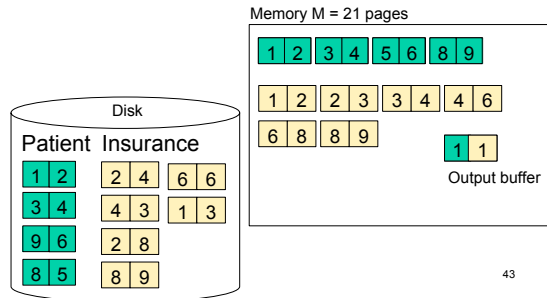 Memory M = 21 pages
1 2 3 4 5 6 8 9
1 2 2 3 3 4 4 6
6 8 8 9
1 1
Output buffer
Disk
Patient Insurance
1 2 2 4 6 6
3 4 4 3 1 3
9 6 2 8
8 5 8 9
43